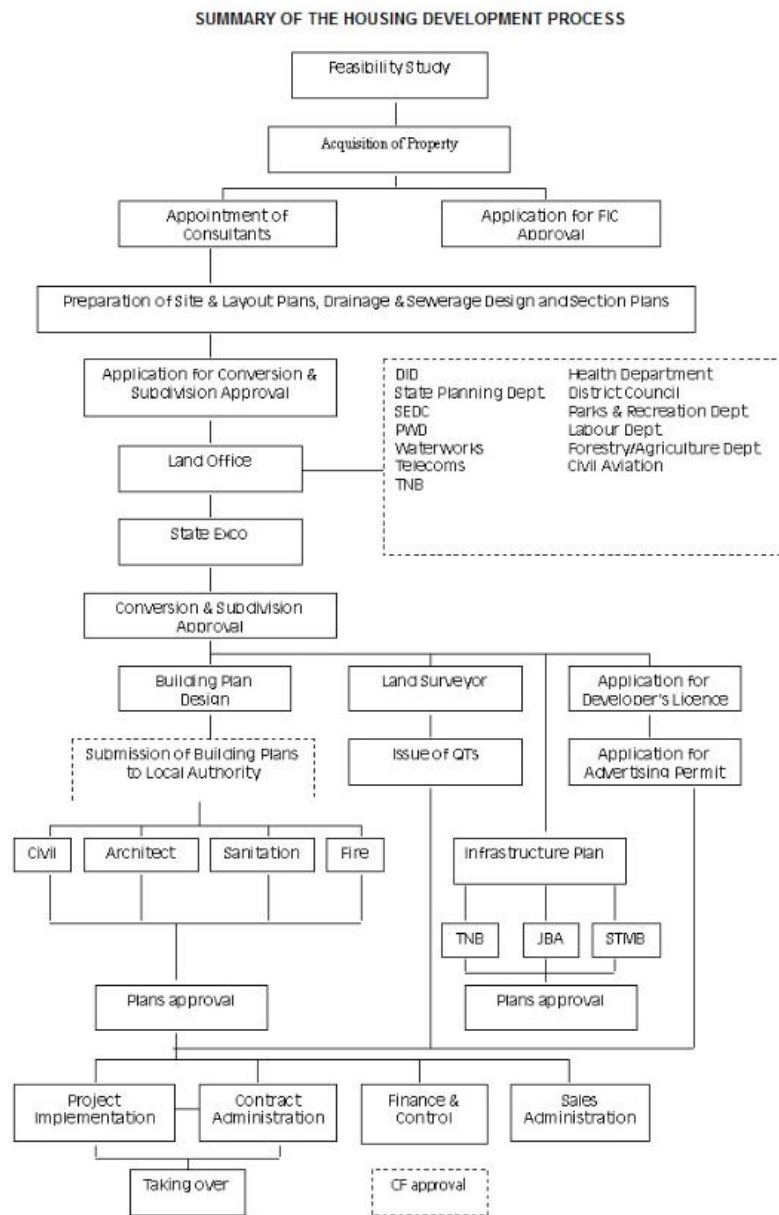 SUMMARY OF THE HOUSING DEVELOPMENT PROCESS
Feasibility Study
Acquisition of Property
Appointment of
Consultants
Application for FIC
Approval
Preparation of Site & Layout Plans, Drainage & Sewerage Design and Section Plans
Application for Conversion &
Subdivision Approval
DID
State Planning Dept.
SEDC
PWD
Waterworks
Telecoms
TNB
Health Department
District Council
Parks & Recreation Dept.
Labour Dept.
Forestry/Agriculture Dept.
Civil Aviation
Land Office
State Exco
Conversion & Subdivision
Approval
Building Plan
Design
Land Surveyor
Application for
Developer's Licence
Submission of Building Plans
to Local Authority
Issue of QTs
Application for
Advertising Permit
Civil
Architect
Sanitation
Fire
Infrastructure Plan
TNB
JBA
STMB
Plans approval
Plans approval
Project
Implementation
Contract
Administration
Finance &
Control
Sales
Administration
Taking over
CF approval